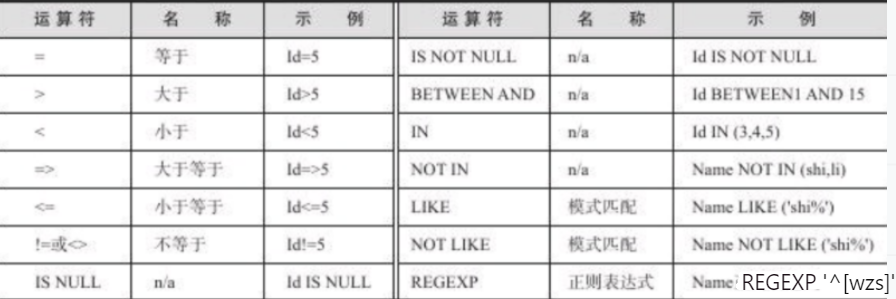 运算符 名 称 示 例 运算符 名 称 示 例
= 等于 Id=5 IS NOT NULL n/a Id IS NOT NULL
> 大于 Id>5 BETWEEN AND n/a Id BETWEEN1 AND 15
< 小于 Id<5 IN n/a Id IN (3,4,5)
=> 大于等于 Id=>5 NOT IN n/a Name NOT IN (shi,li)
<= 小于等于 Id<=5 LIKE 模式匹配 Name LIKE ('shi%')
!=或<> 不等于 Id!=5 NOT LIKE 模式匹配 Name NOT LIKE ('shi%')
IS NULL n/a Id IS NULL REGEXP 正则表达式 Name REGEXP '^[wzs]'